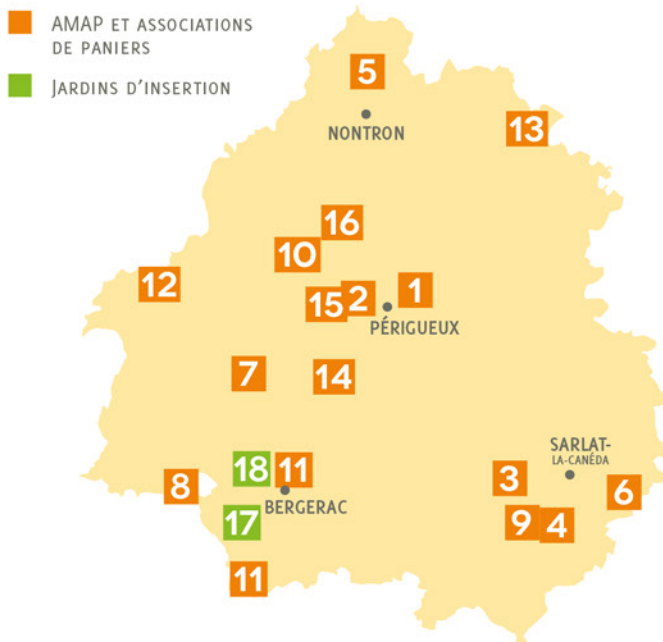 AMAP ET ASSOCIATIONS
DE PANIERS
JARDINS D'INSERTION
5
NONTRON
13
16
10
12
1
2
15
PÉRIGUEUX
7
14
SARLAT-
LA-CANÉDA
18
11
3
8
6
BERGERAC
17
9
4
11